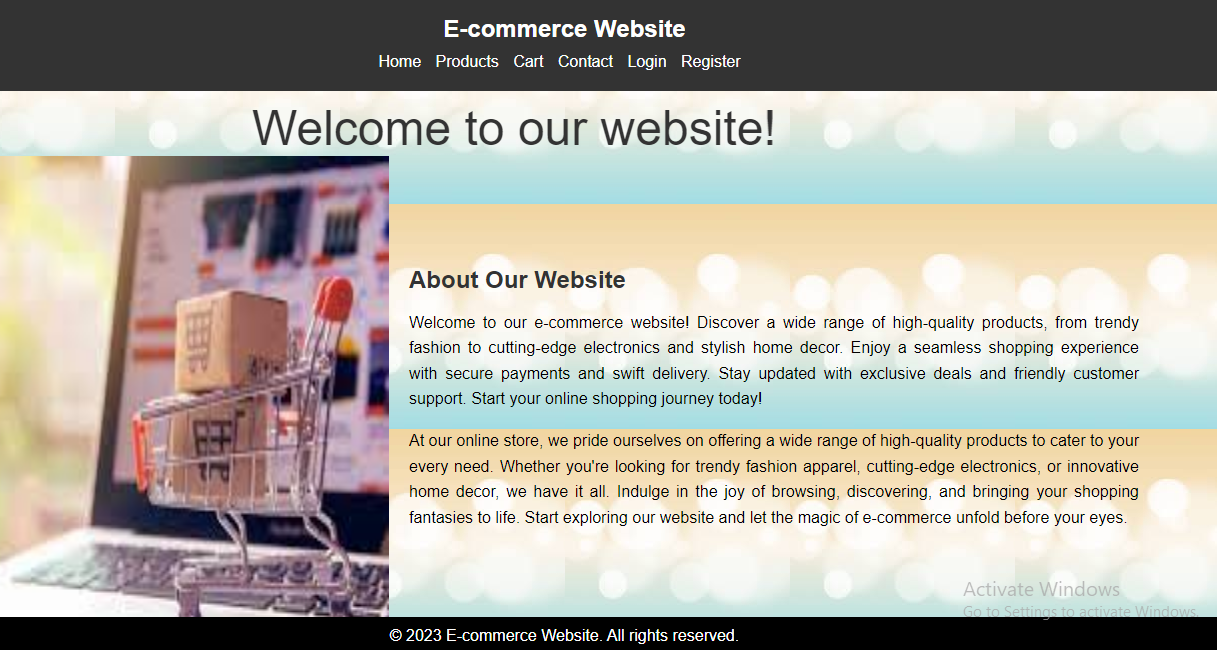 E-commerce Website
Home Products Cart Contact Login Register
Welcome to our website!
About Our Website
Welcome to our e-commerce website! Discover a wide range of high-quality products, from trendy
fashion to cutting-edge electronics and stylish home decor. Enjoy a seamless shopping experience
with secure payments and swift delivery. Stay updated with exclusive deals and friendly customer
support. Start your online shopping journey today!
At our online store, we pride ourselves on offering a wide range of high-quality products to cater to your
every need. Whether you're looking for trendy fashion apparel, cutting-edge electronics, or innovative
home decor, we have it all. Indulge in the joy of browsing, discovering, and bringing your shopping
fantasies to life. Start exploring our website and let the magic of e-commerce unfold before your eyes.
Activate Windows
Go to Settings to activate Windows.
© 2023 E-commerce Website. All rights reserved.